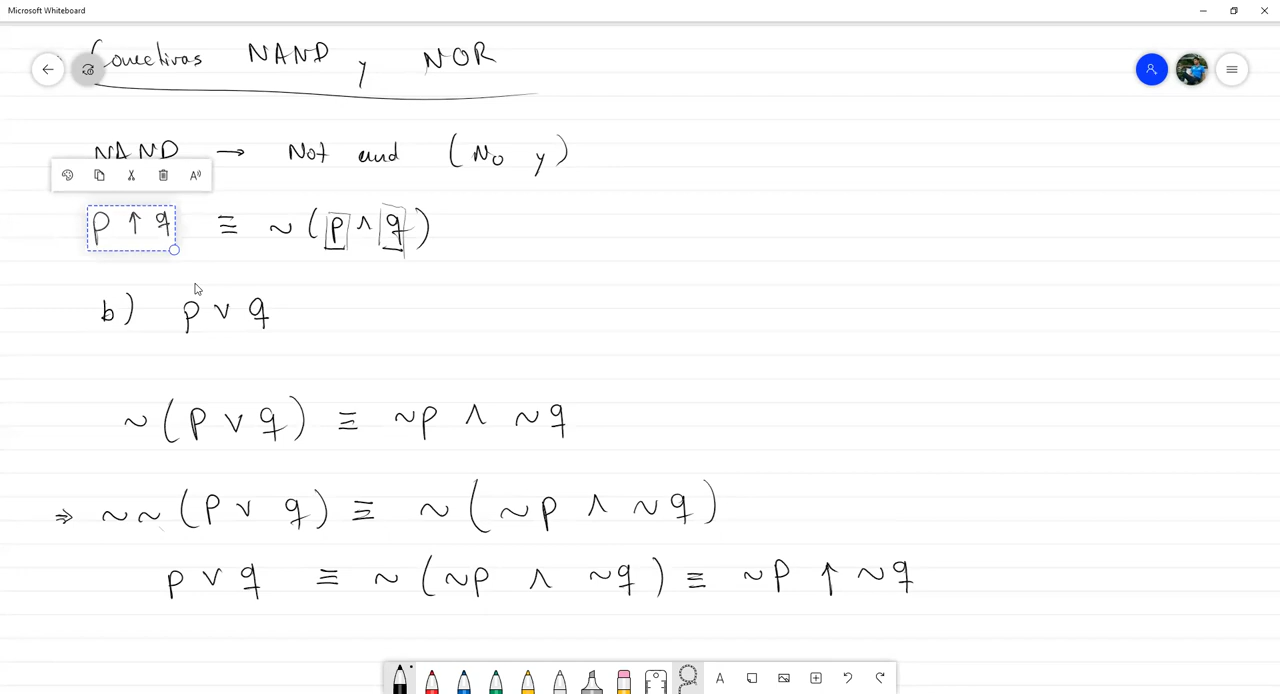 Microsoft Whiteboard
Conectivas NAND y NOR
NAND → Not and (No y)
p ↑ q ≡ ~(p ∧ q)
b) p ∨ q
~(p ∨ q) ≡ ~p ∧ ~q
⇒ ~~(p ∨ q) ≡ ~(~p ∧ ~q)
p ∨ q ≡ ~(~p ∧ ~q) ≡ ~p ↑ ~q